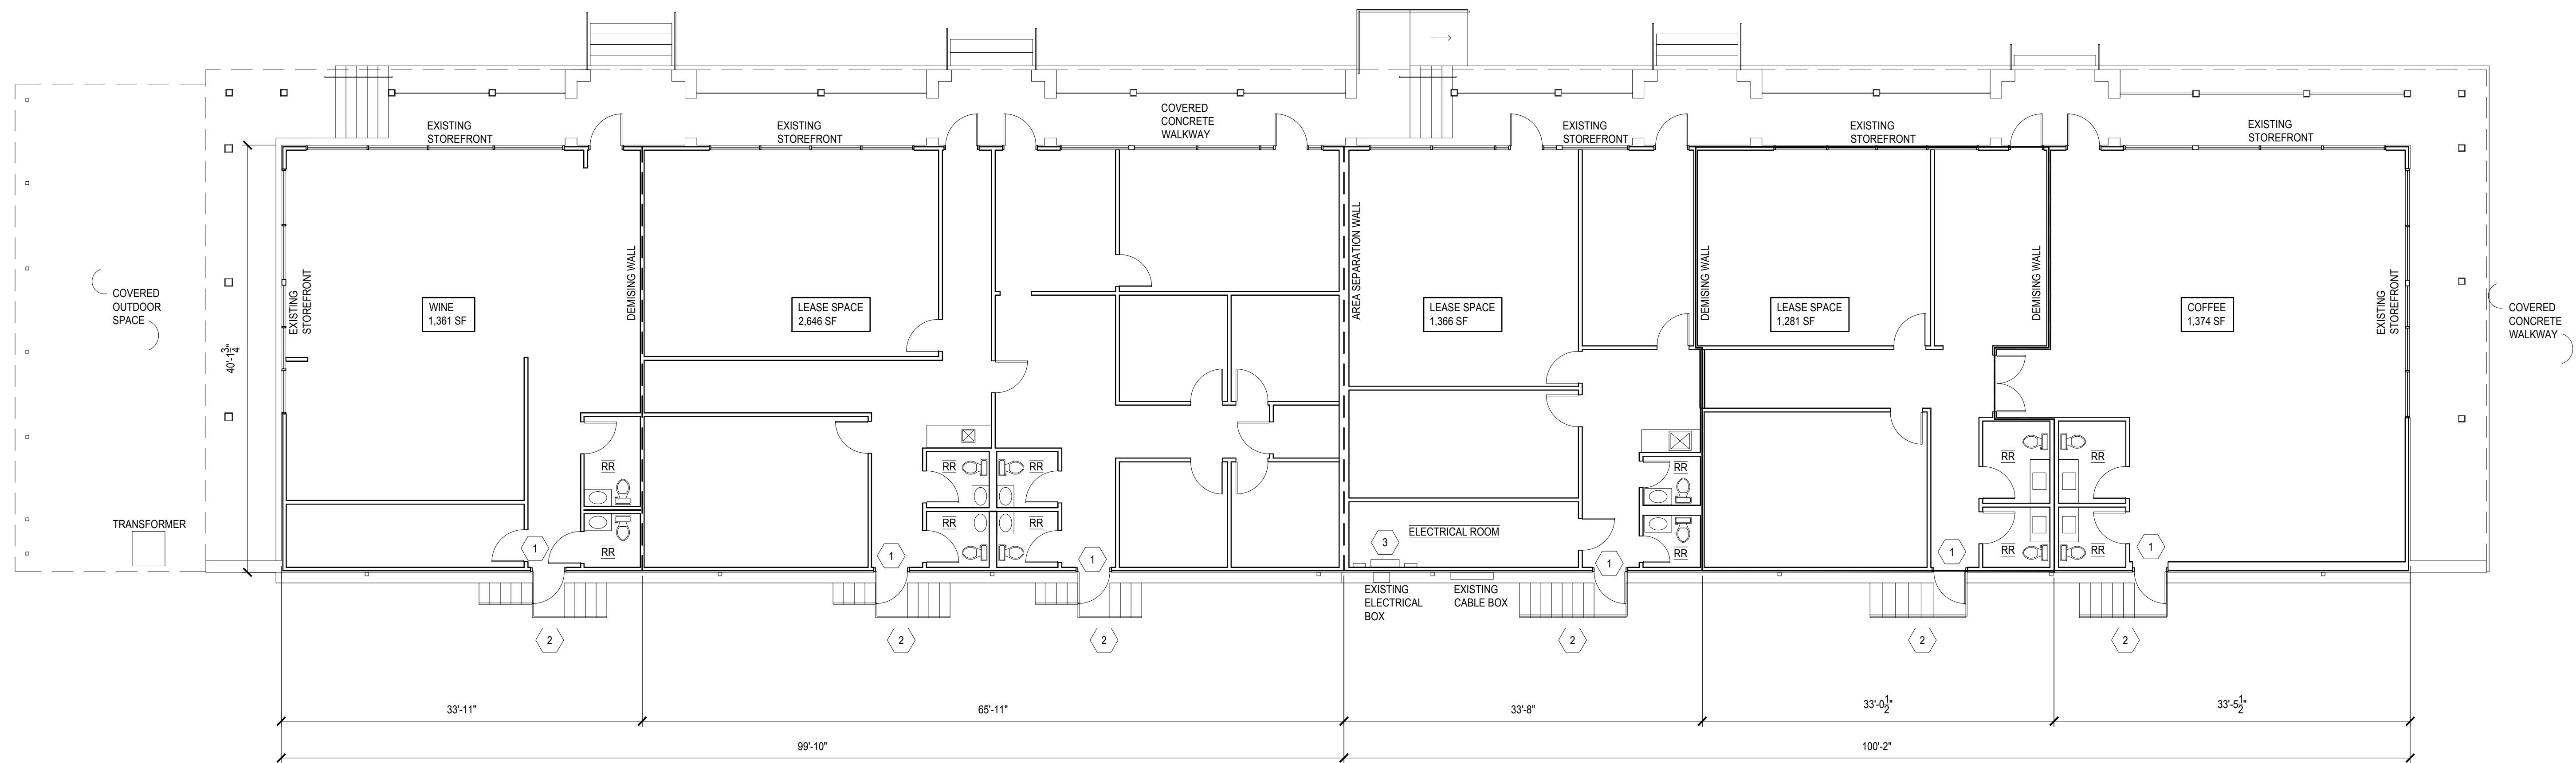 COVERED
CONCRETE
WALKWAY
EXISTING
STOREFRONT
EXISTING
STOREFRONT
EXISTING
STOREFRONT
EXISTING
STOREFRONT
EXISTING
STOREFRONT
COVERED
OUTDOOR
SPACE
40'-1 3/4"
EXISTING
STOREFRONT
WINE
1,361 SF
DEMISING WALL
LEASE SPACE
2,646 SF
AREA SEPARATION WALL
LEASE SPACE
1,366 SF
DEMISING WALL
LEASE SPACE
1,281 SF
DEMISING WALL
COFFEE
1,374 SF
EXISTING
STOREFRONT
COVERED
CONCRETE
WALKWAY
RR
RR
RR
RR
RR
RR
RR
RR
RR
RR
RR
RR
RR
RR
TRANSFORMER
ELECTRICAL ROOM
3
1
1
1
1
1
1
EXISTING
ELECTRICAL
BOX
EXISTING
CABLE BOX
2
2
2
2
2
2
33'-11"
65'-11"
33'-8"
33'-0 1/2"
33'-5 1/2"
99'-10"
100'-2"